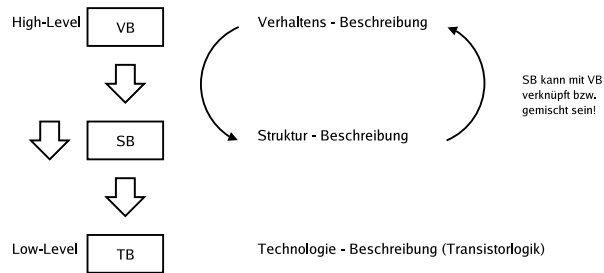 High-Level
VB
Verhaltens - Beschreibung
SB kann mit VB
verknüpft bzw.
gemischt sein!
SB
Struktur - Beschreibung
Low-Level
TB
Technologie - Beschreibung (Transistorlogik)